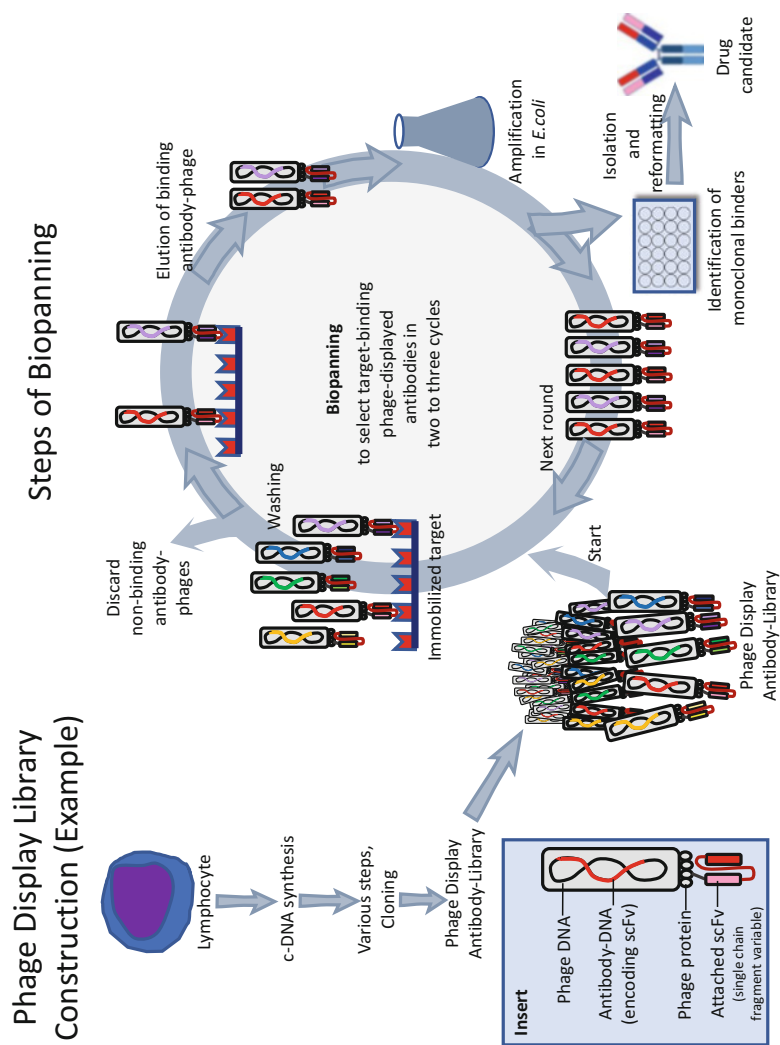 Phage Display Library
Construction (Example)
Lymphocyte
c-DNA synthesis
Various steps,
Cloning
Phage Display
Antibody-Library
Insert
Phage DNA
Antibody-DNA
(encoding scFv)
Phage protein
Attached scFv
(single chain
fragment variable)
Steps of Biopanning
Phage Display
Antibody-Library
Start
Immobilized target
Washing
Discard
non-binding
antibody-
phages
Elution of binding
antibody-phage
Amplification
in E.coli
Biopanning
to select target-binding
phage-displayed
antibodies in
two to three cycles
Next round
Identification of
monoclonal binders
Isolation
and
reformatting
Drug
candidate